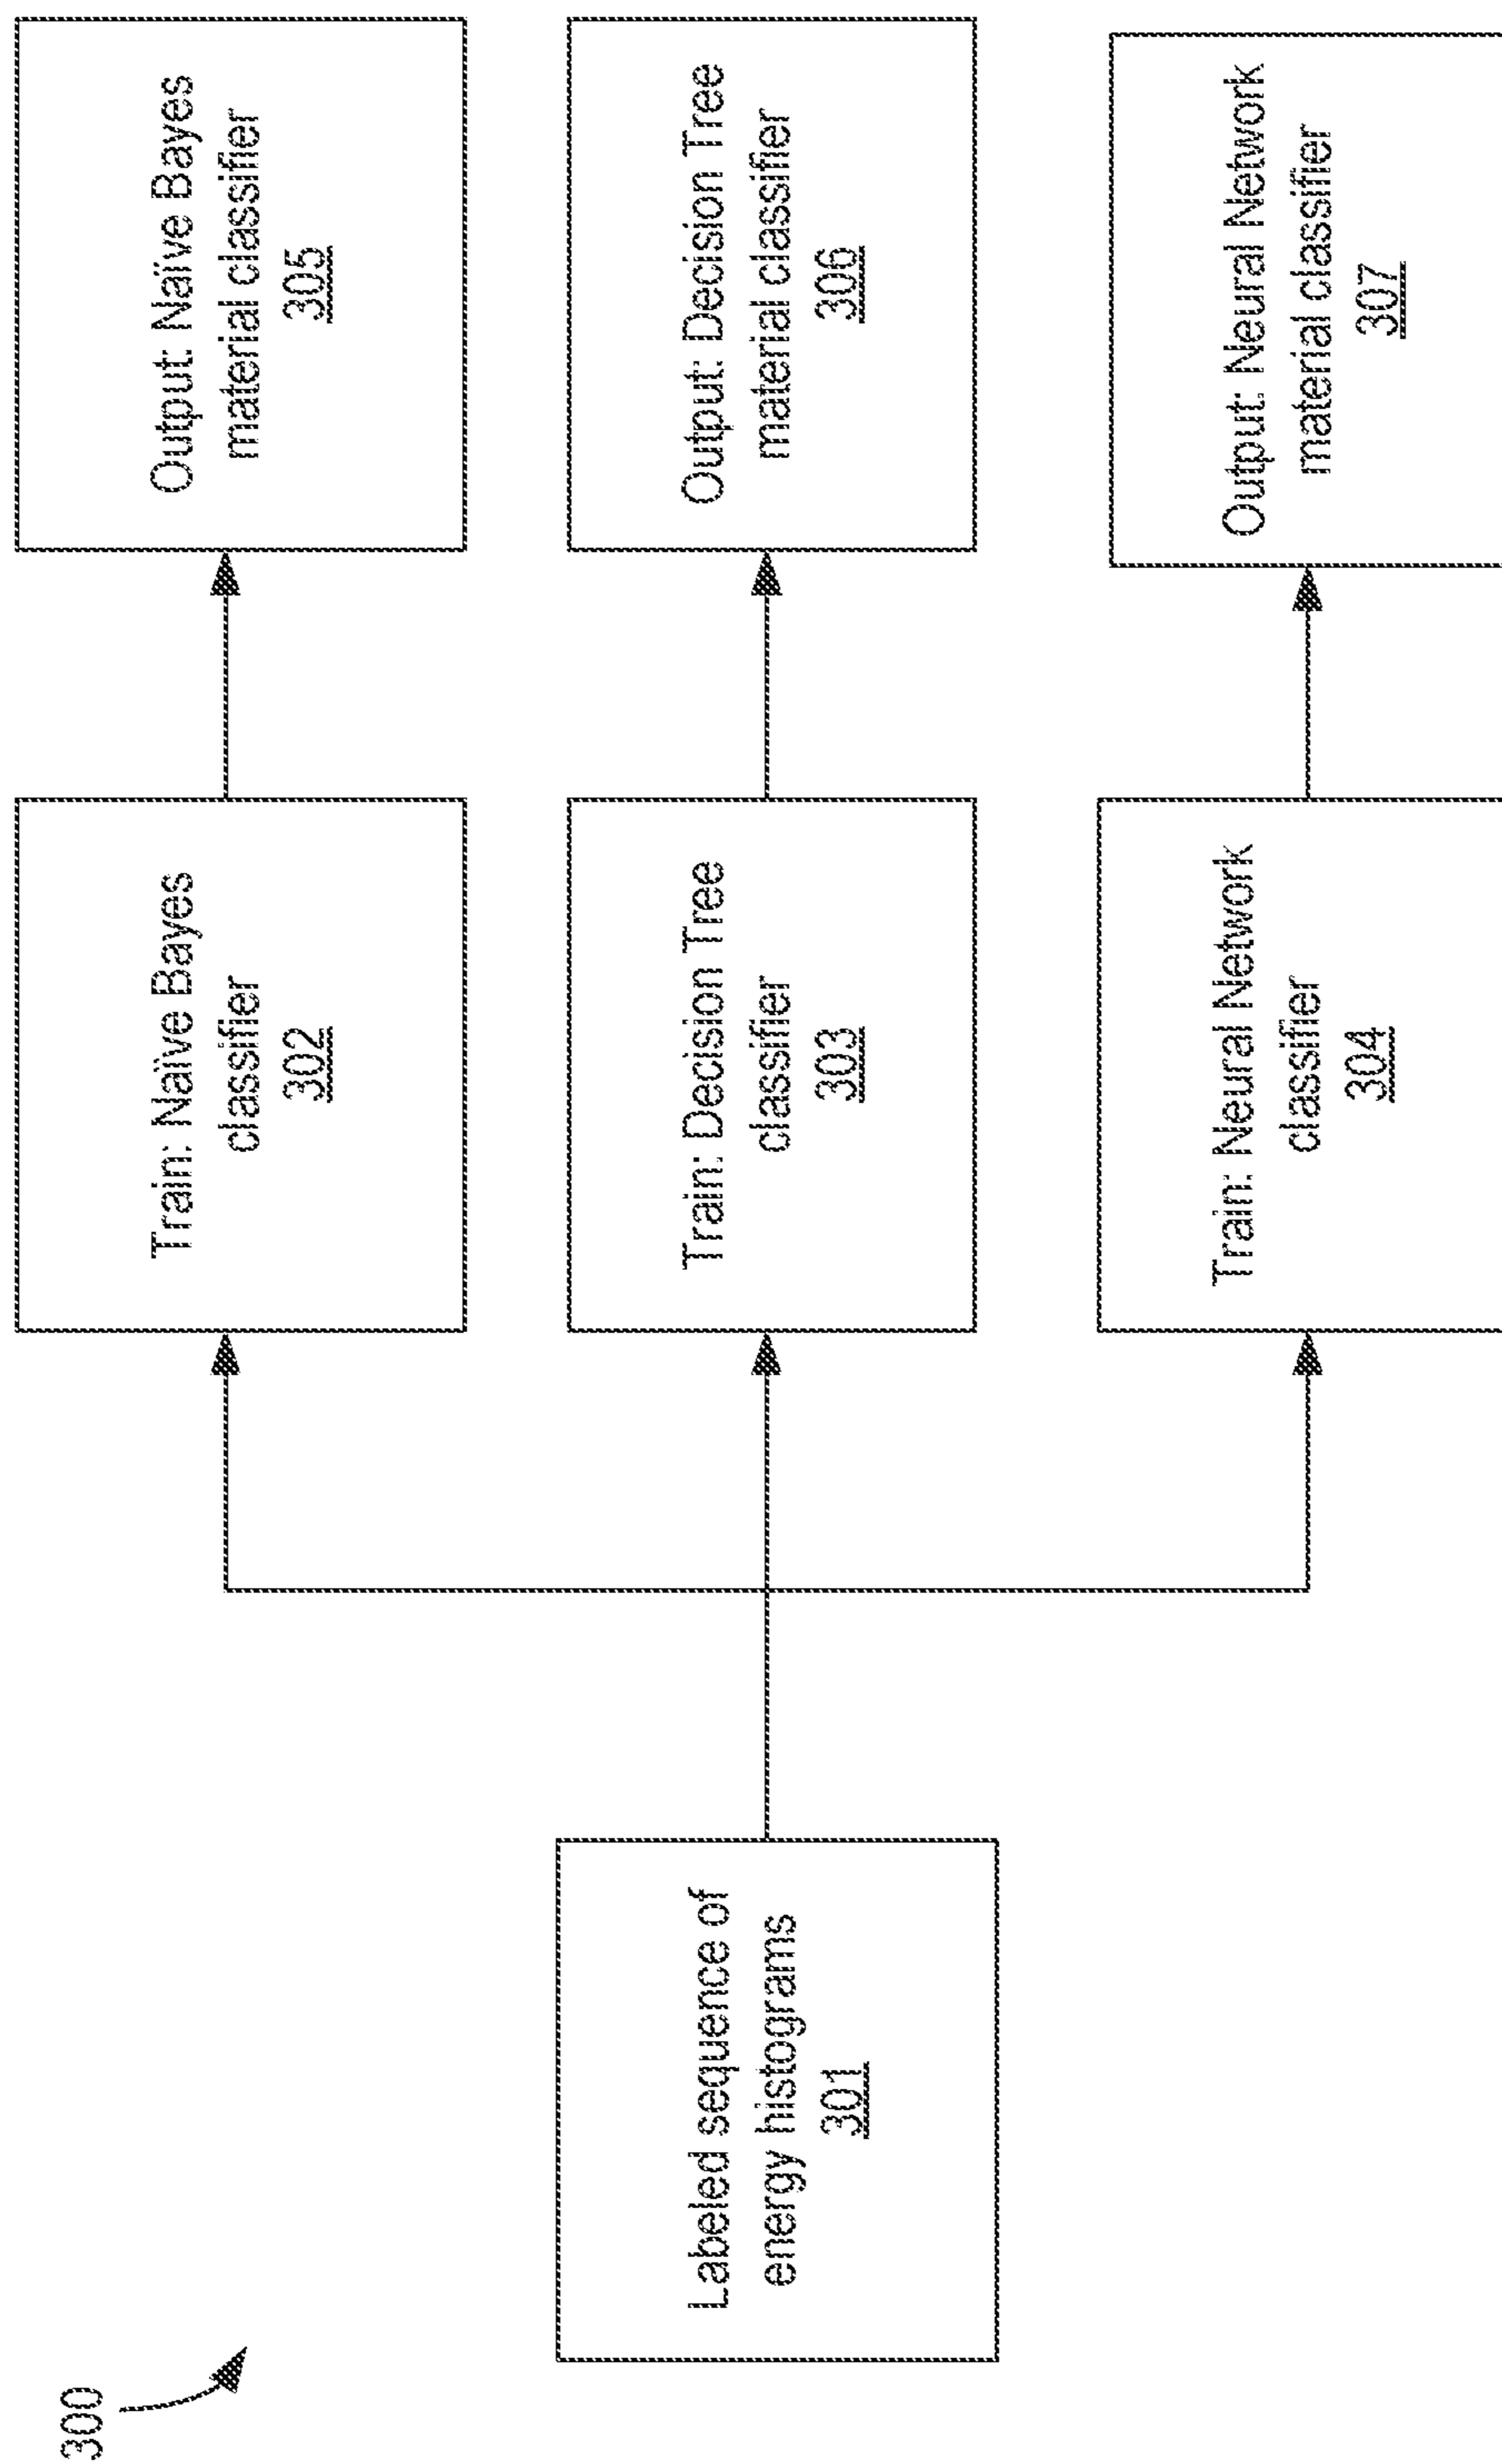 300
Labeled sequence of
energy histograms
301
Train: Naïve Bayes
classifier
302
Train: Decision Tree
classifier
303
Train: Neural Network
classifier
304
Output: Naïve Bayes
material classifier
305
Output: Decision Tree
material classifier
306
Output: Neural Network
material classifier
307